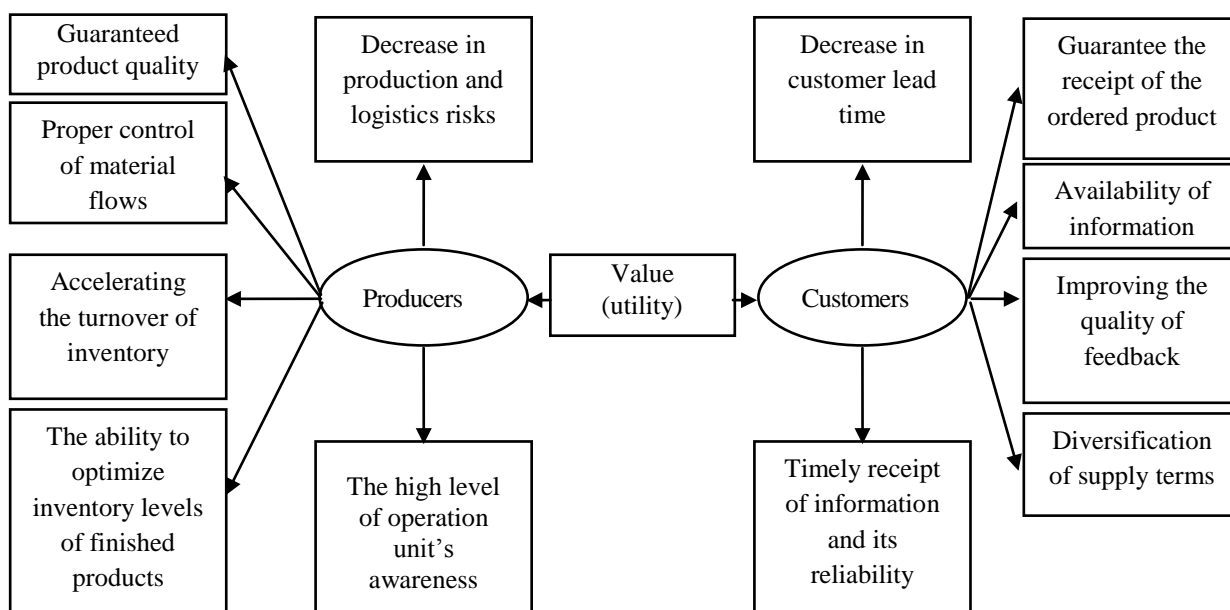 Guaranteed
product quality
Proper control
of material
flows
Accelerating
the turnover of
inventory
The ability to
optimize
inventory levels
of finished
products
Decrease in
production and
logistics risks
Producers
The high level
of operation
unit’s
awareness
Value
(utility)
Decrease in
customer lead
time
Customers
Timely receipt
of information
and its
reliability
Guarantee the
receipt of the
ordered product
Availability of
information
Improving the
quality of
feedback
Diversification
of supply terms